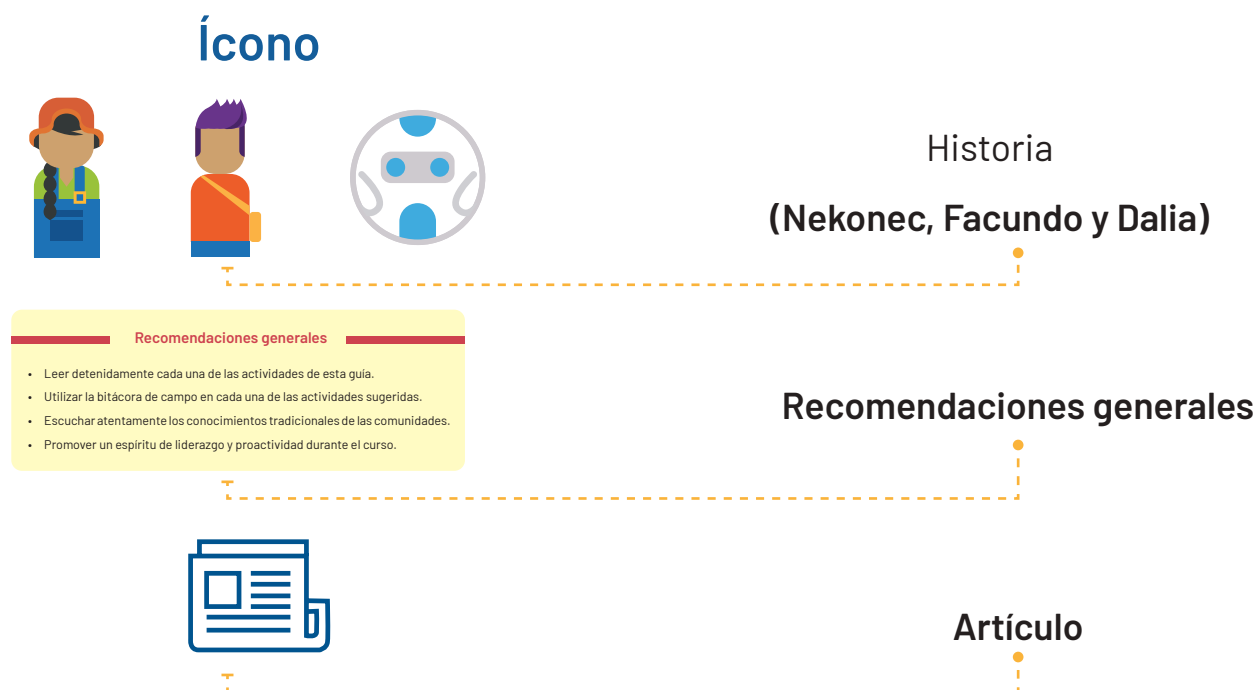 Ícono
Historia
(Nekonec, Facundo y Dalia)
Recomendaciones generales
• Leer detenidamente cada una de las actividades de esta guía.
• Utilizar la bitácora de campo en cada una de las actividades sugeridas.
• Escuchar atentamente los conocimientos tradicionales de las comunidades.
• Promover un espíritu de liderazgo y proactividad durante el curso.
Recomendaciones generales
Artículo